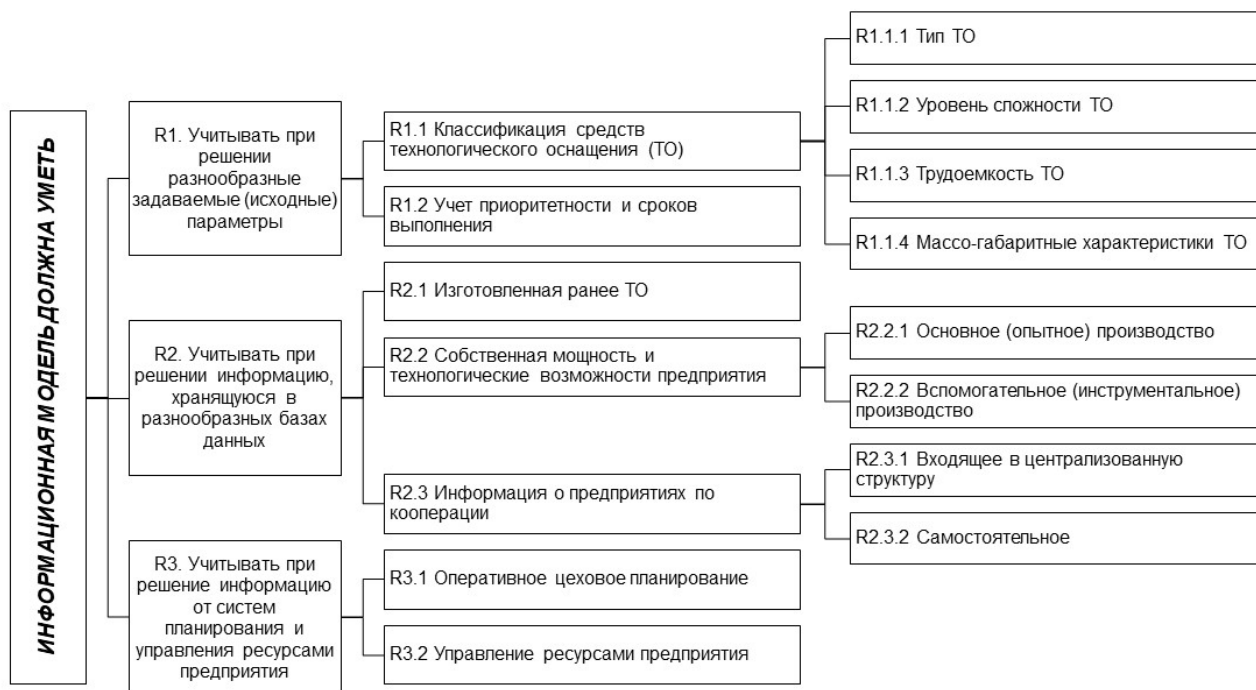 ИНФОРМАЦИОННАЯ МОДЕЛЬ ДОЛЖНА УМЕТЬ
R1. Учитывать при
решении
разнообразные
задаваемые (исходные)
параметры
R1.1 Классификация средств
технологического оснащения (ТО)
R1.1.1 Тип ТО
R1.1.2 Уровень сложности ТО
R1.1.3 Трудоемкость ТО
R1.1.4 Массо-габаритные характеристики ТО
R1.2 Учет приоритетности и сроков
выполнения
R2. Учитывать при
решении информацию,
хранящуюся в
разнообразных базах
данных
R2.1 Изготовленная ранее ТО
R2.2 Собственная мощность и
технологические возможности предприятия
R2.2.1 Основное (опытное) производство
R2.2.2 Вспомогательное (инструментальное)
производство
R2.3 Информация о предприятиях по
кооперации
R2.3.1 Входящее в централизованную
структуру
R2.3.2 Самостоятельное
R3. Учитывать при
решение информацию
от систем
планирования и
управления ресурсами
предприятия
R3.1 Оперативное цеховое планирование
R3.2 Управление ресурсами предприятия